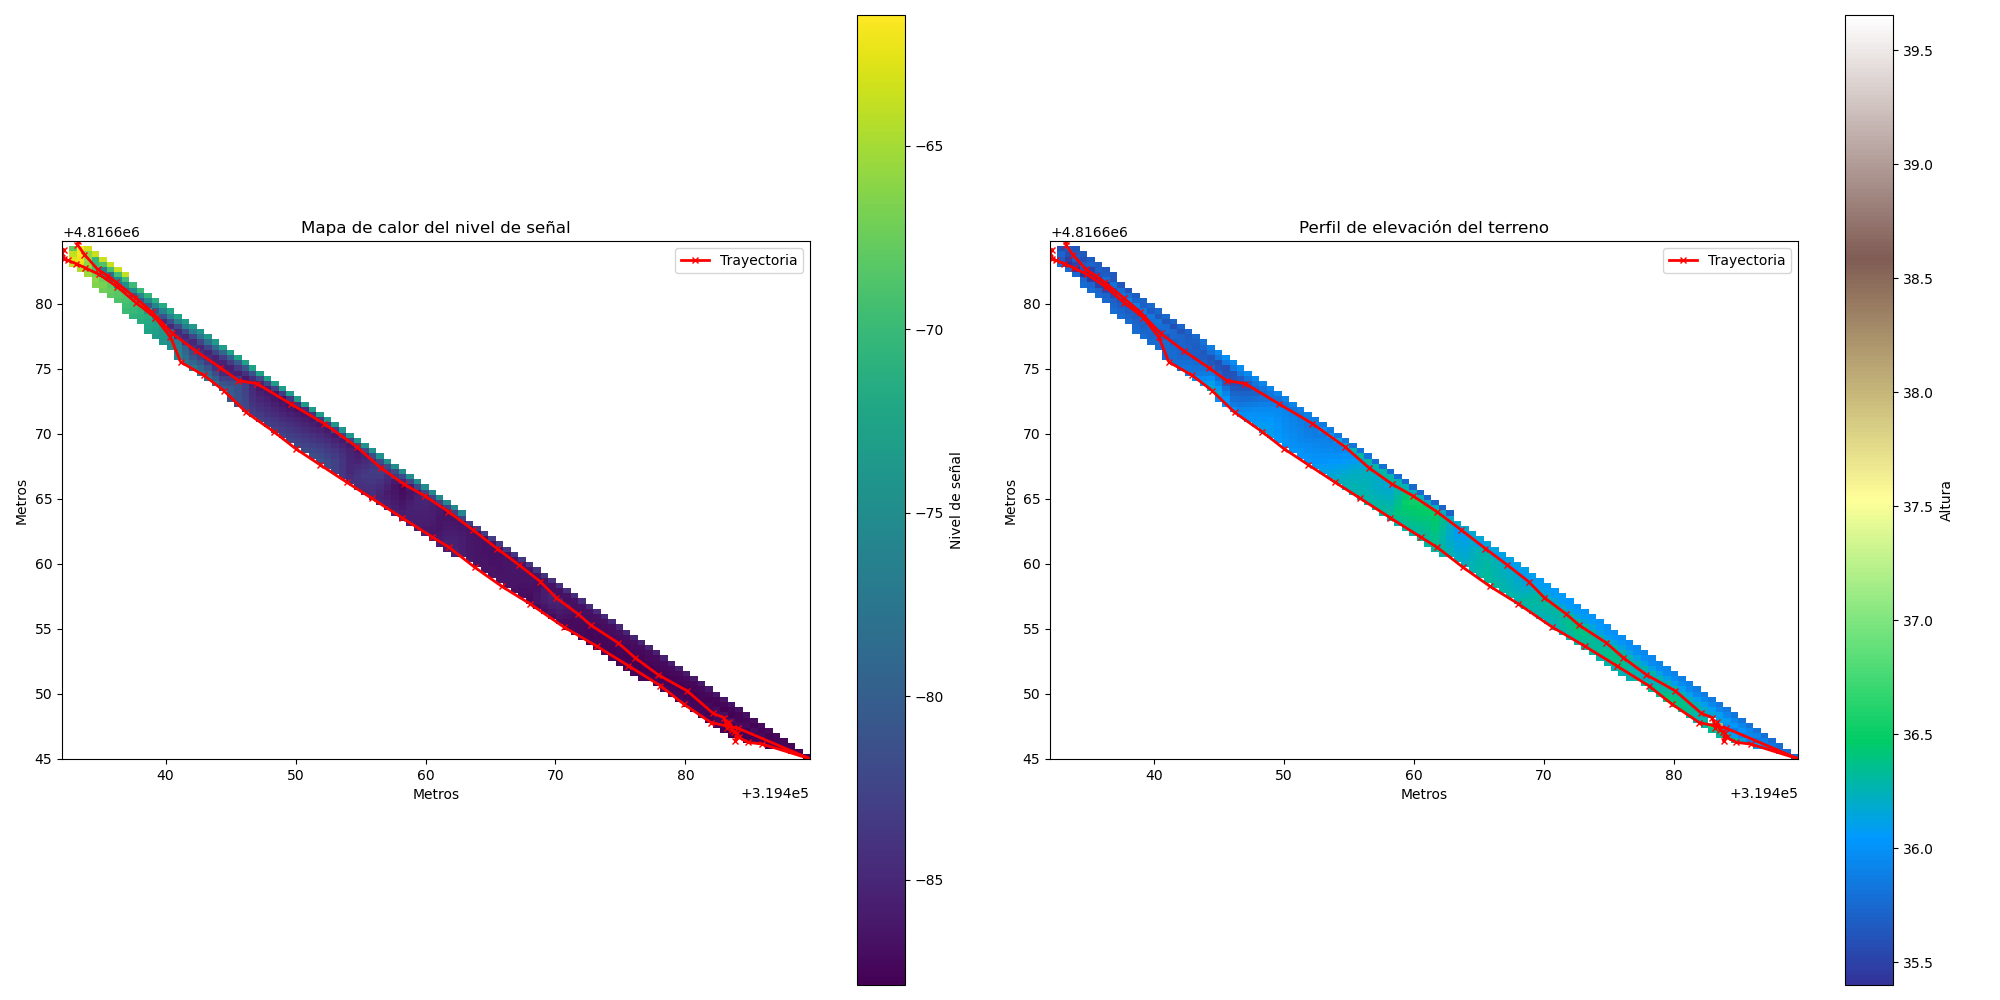 Mapa de calor del nivel de señal
+4.8166e6
Trayectoria
80
75
70
65
60
55
50
45
Metros
40
50
60
70
80
Metros
+3.194e5
−65
−70
−75
−80
−85
Nivel de señal
Perfil de elevación del terreno
+4.8166e6
Trayectoria
80
75
70
65
60
55
50
45
Metros
40
50
60
70
80
Metros
+3.194e5
39.5
39.0
38.5
38.0
37.5
37.0
36.5
36.0
35.5
Altura